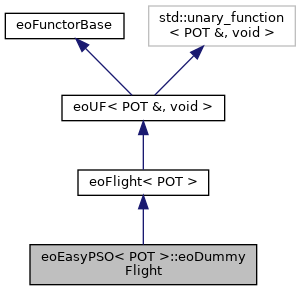 eoFunctorBase
std::unary_function
< POT &, void >
eoUF< POT &, void >
eoFlight< POT >
eoEasyPSO< POT >::eoDummy
Flight